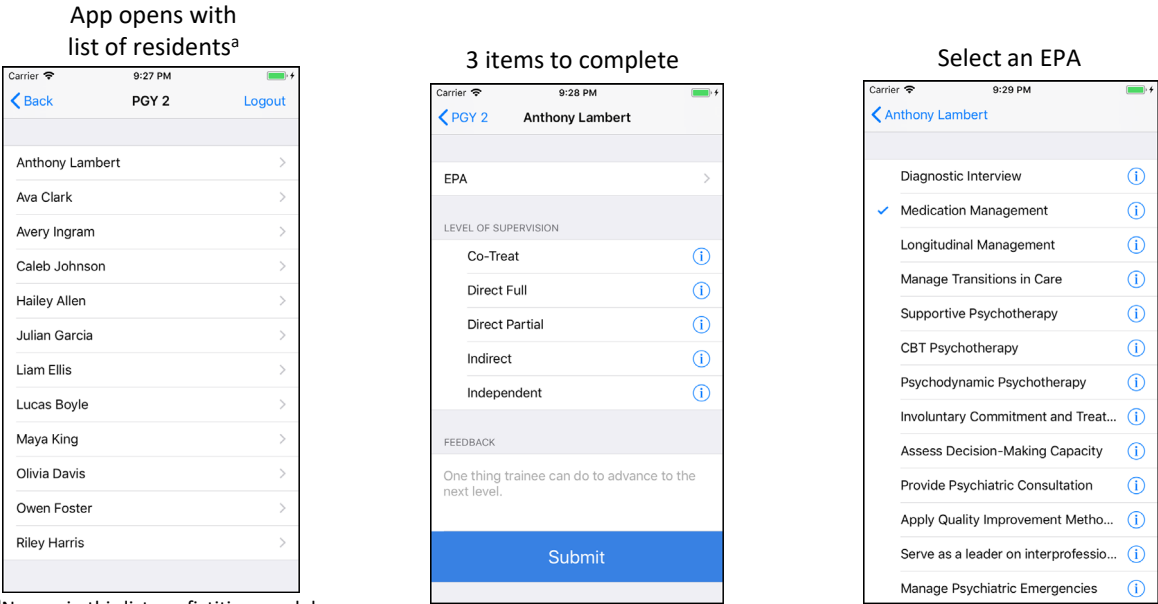 App opens with
list of residentsa
Carrier 9:27 PM
Back PGY 2 Logout
Anthony Lambert
Ava Clark
Avery Ingram
Caleb Johnson
Hailey Allen
Julian Garcia
Liam Ellis
Lucas Boyle
Maya King
Olivia Davis
Owen Foster
Riley Harris
3 items to complete
Carrier 9:28 PM
PGY 2 Anthony Lambert
EPA
LEVEL OF SUPERVISION
Co-Treat
Direct Full
Direct Partial
Indirect
Independent
FEEDBACK
One thing trainee can do to advance to the
next level.
Submit
Select an EPA
Carrier 9:29 PM
Anthony Lambert
Diagnostic Interview
Medication Management
Longitudinal Management
Manage Transitions in Care
Supportive Psychotherapy
CBT Psychotherapy
Psychodynamic Psychotherapy
Involuntary Commitment and Treat...
Assess Decision-Making Capacity
Provide Psychiatric Consultation
Apply Quality Improvement Metho...
Serve as a leader on interprofessio...
Manage Psychiatric Emergencies